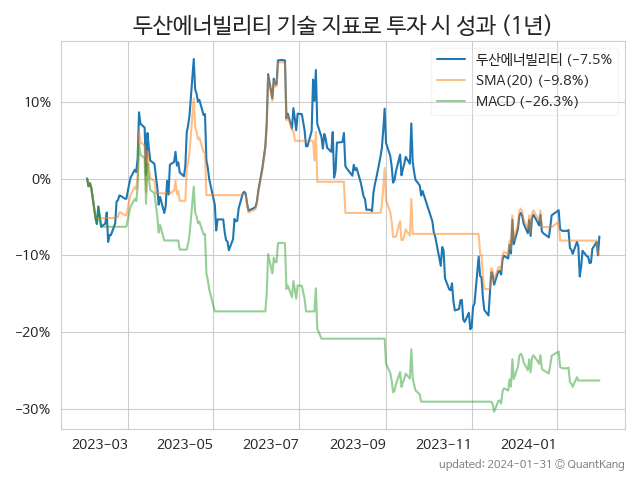 두산에너빌리티 기술 지표로 투자 시 성과 (1년)
두산에너빌리티 (−7.5%
SMA(20) (−9.8%)
MACD (−26.3%)
10%
0%
−10%
−20%
−30%
2023-03 2023-05 2023-07 2023-09 2023-11 2024-01
updated: 2024-01-31 © QuantKang